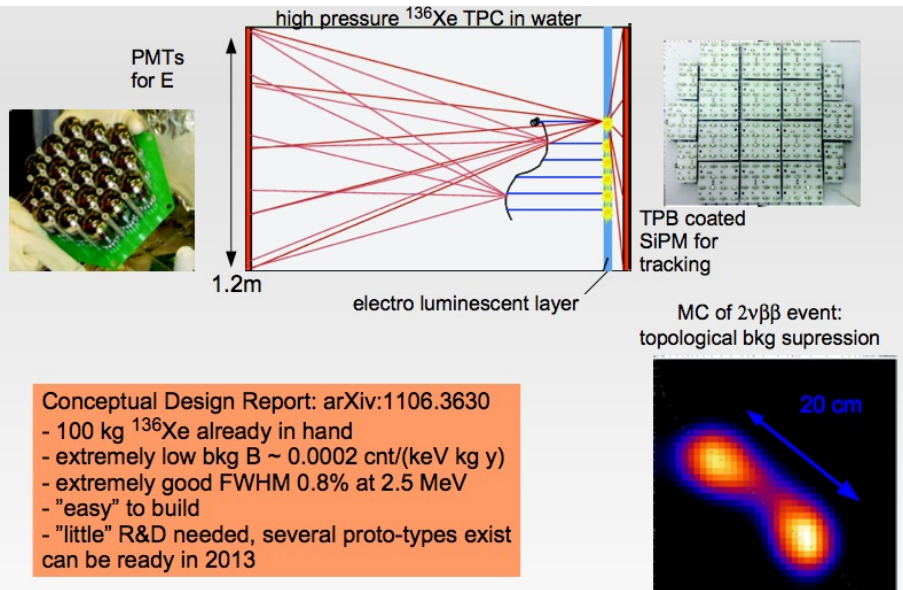 high pressure ¹³⁶Xe TPC in water
PMTs
for E
1.2m
TPB coated
SiPM for
tracking
electro luminescent layer
MC of 2νββ event:
topological bkg supression
20 cm
Conceptual Design Report: arXiv:1106.3630
- 100 kg ¹³⁶Xe already in hand
- extremely low bkg B ~ 0.0002 cnt/(keV kg y)
- extremely good FWHM 0.8% at 2.5 MeV
- ”easy” to build
- ”little” R&D needed, several proto-types exist
can be ready in 2013